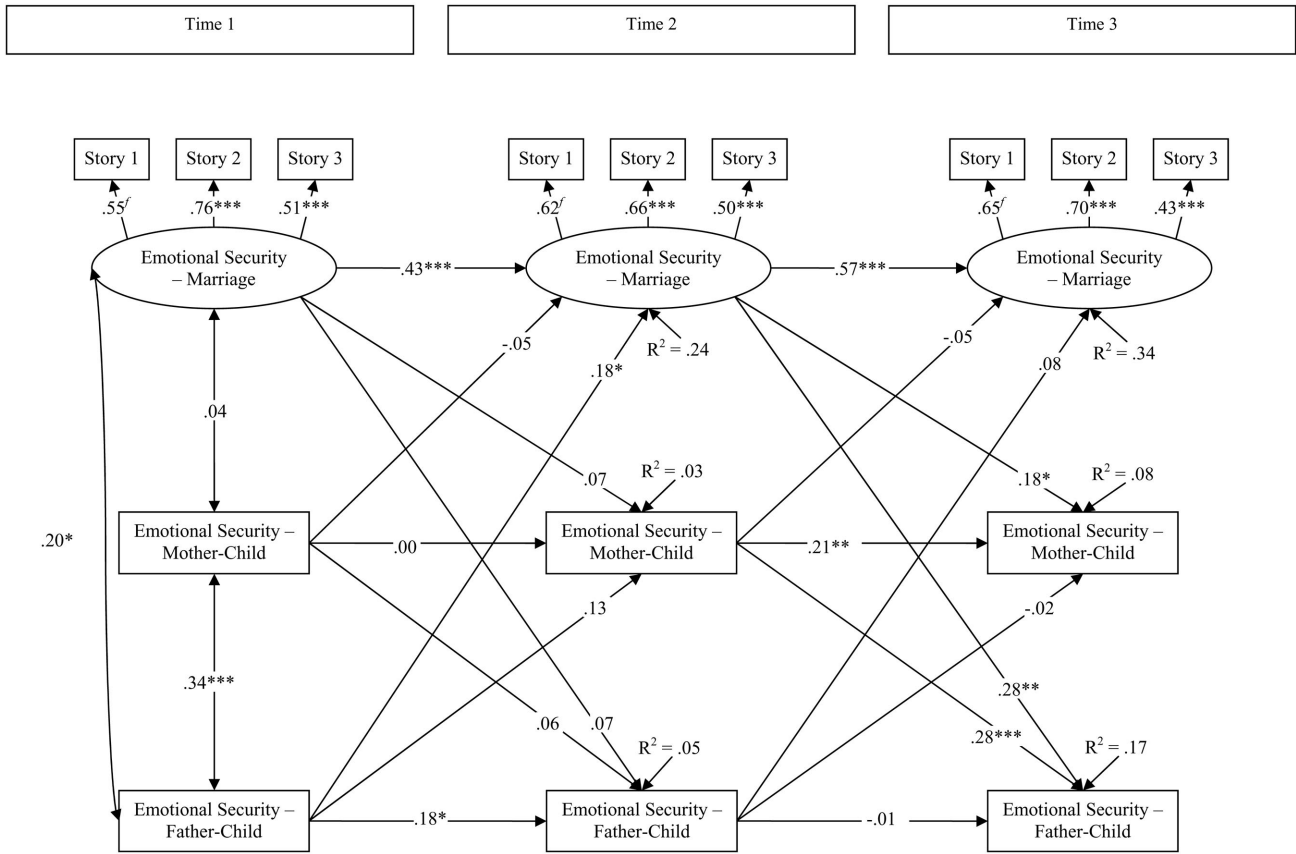 Time 1
Time 2
Time 3
Story 1
Story 2
Story 3
Story 1
Story 2
Story 3
Story 1
Story 2
Story 3
.55f
.76***
.51***
.62f
.66***
.50***
.65f
.70***
.43***
Emotional Security
– Marriage
.43***
Emotional Security
– Marriage
.57***
Emotional Security
– Marriage
-.05
R2 = .24
.18*
-.05
R2 = .34
.08
.04
.07
R2 = .03
.18*
R2 = .08
.20*
Emotional Security –
Mother-Child
.00
Emotional Security –
Mother-Child
.21**
Emotional Security –
Mother-Child
.13
-.02
.34***
.06
.07
R2 = .05
.28**
.28***
R2 = .17
Emotional Security –
Father-Child
.18*
Emotional Security –
Father-Child
-.01
Emotional Security –
Father-Child